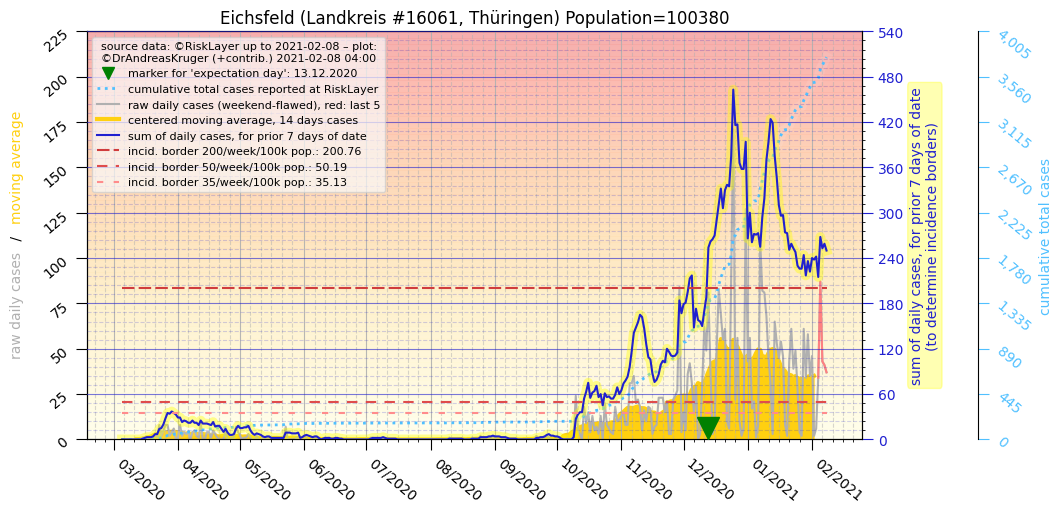 Eichsfeld (Landkreis #16061, Thüringen) Population=100380
source data: ©RiskLayer up to 2021-02-08 – plot:
©DrAndreasKruger (+contrib.) 2021-02-08 04:00
marker for 'expectation day': 13.12.2020
cumulative total cases reported at RiskLayer
raw daily cases (weekend-flawed), red: last 5
centered moving average, 14 days cases
sum of daily cases, for prior 7 days of date
incid. border 200/week/100k pop.: 200.76
incid. border 50/week/100k pop.: 50.19
incid. border 35/week/100k pop.: 35.13
raw daily cases / moving average
225
200
175
150
125
100
75
50
25
0
03/2020
04/2020
05/2020
06/2020
07/2020
08/2020
09/2020
10/2020
11/2020
12/2020
01/2021
02/2021
540
480
420
360
300
240
180
120
60
0
sum of daily cases, for prior 7 days of date
(to determine incidence borders)
4,005
3,560
3,115
2,670
2,225
1,780
1,335
890
445
0
cumulative total cases